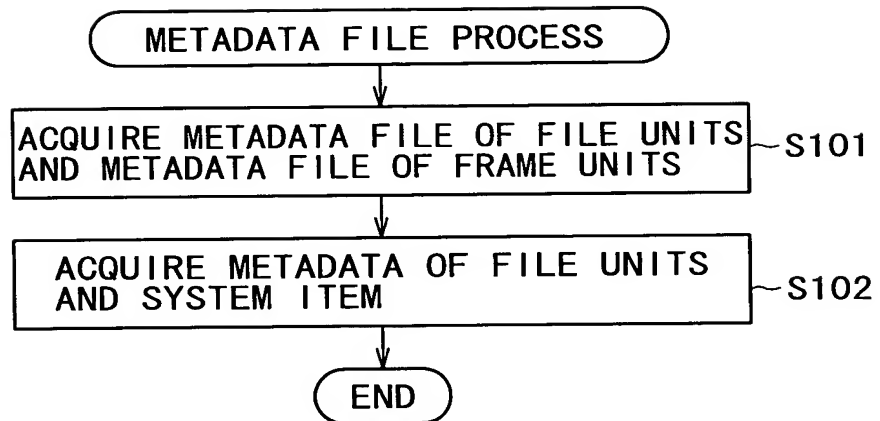 METADATA FILE PROCESS
ACQUIRE METADATA FILE OF FILE UNITS
AND METADATA FILE OF FRAME UNITS
S101
ACQUIRE METADATA OF FILE UNITS
AND SYSTEM ITEM
S102
END